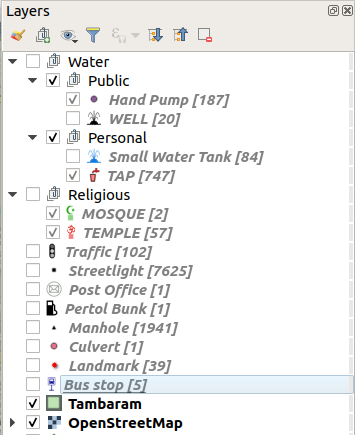 Layers
Water
Public
Hand Pump [187]
WELL [20]
Personal
Small Water Tank [84]
TAP [747]
Religious
MOSQUE [2]
TEMPLE [57]
Traffic [102]
Streetlight [7625]
Post Office [1]
Pertol Bunk [1]
Manhole [1941]
Culvert [1]
Landmark [39]
Bus stop [5]
Tambaram
OpenStreetMap